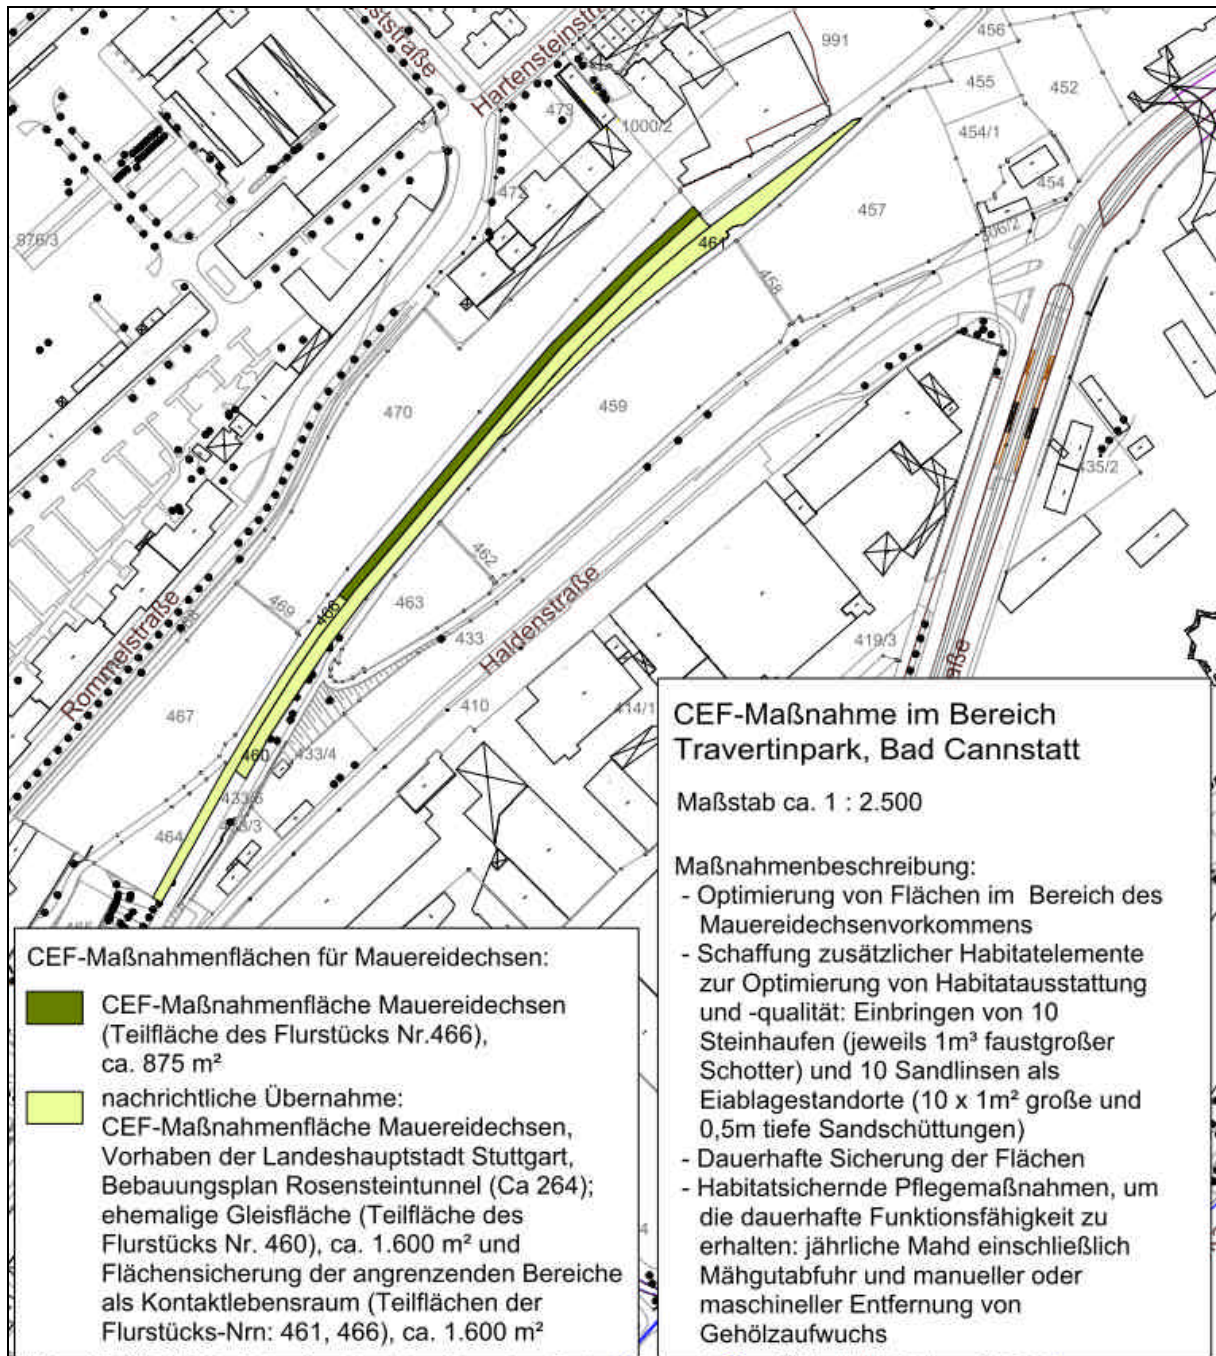 991
456
455
452
454/1
454
473
1000/2
472
976/3
Hartensteinstra
457
461
506/2
458
470
459
435/2
462
469
466
463
433
Haldenstraße
Rommelstraße
419/3
aße
467
410
414/1
460
433/4
464
CEF-Maßnahme im Bereich
Travertinpark, Bad Cannstatt
Maßstab ca. 1 : 2.500
Maßnahmenbeschreibung:
- Optimierung von Flächen im Bereich des
Mauereidechsenvorkommens
- Schaffung zusätzlicher Habitatelemente
zur Optimierung von Habitatausstattung
und -qualität: Einbringen von 10
Steinhaufen (jeweils 1m³ faustgroßer
Schotter) und 10 Sandlinsen als
Eiablagestandorte (10 x 1m² große und
0,5m tiefe Sandschüttungen)
- Dauerhafte Sicherung der Flächen
- Habitatsichernde Pflegemaßnahmen, um
die dauerhafte Funktionsfähigkeit zu
erhalten: jährliche Mahd einschließlich
Mähgutabfuhr und manueller oder
maschineller Entfernung von
Gehölzaufwuchs
CEF-Maßnahmenflächen für Mauereidechsen:
CEF-Maßnahmenfläche Mauereidechsen
(Teilfläche des Flurstücks Nr.466),
ca. 875 m²
nachrichtliche Übernahme:
CEF-Maßnahmenfläche Mauereidechsen,
Vorhaben der Landeshauptstadt Stuttgart,
Bebauungsplan Rosensteintunnel (Ca 264);
ehemalige Gleisfläche (Teilfläche des
Flurstücks Nr. 460), ca. 1.600 m² und
Flächensicherung der angrenzenden Bereiche
als Kontaktlebensraum (Teilflächen der
Flurstücks-Nrn: 461, 466), ca. 1.600 m²